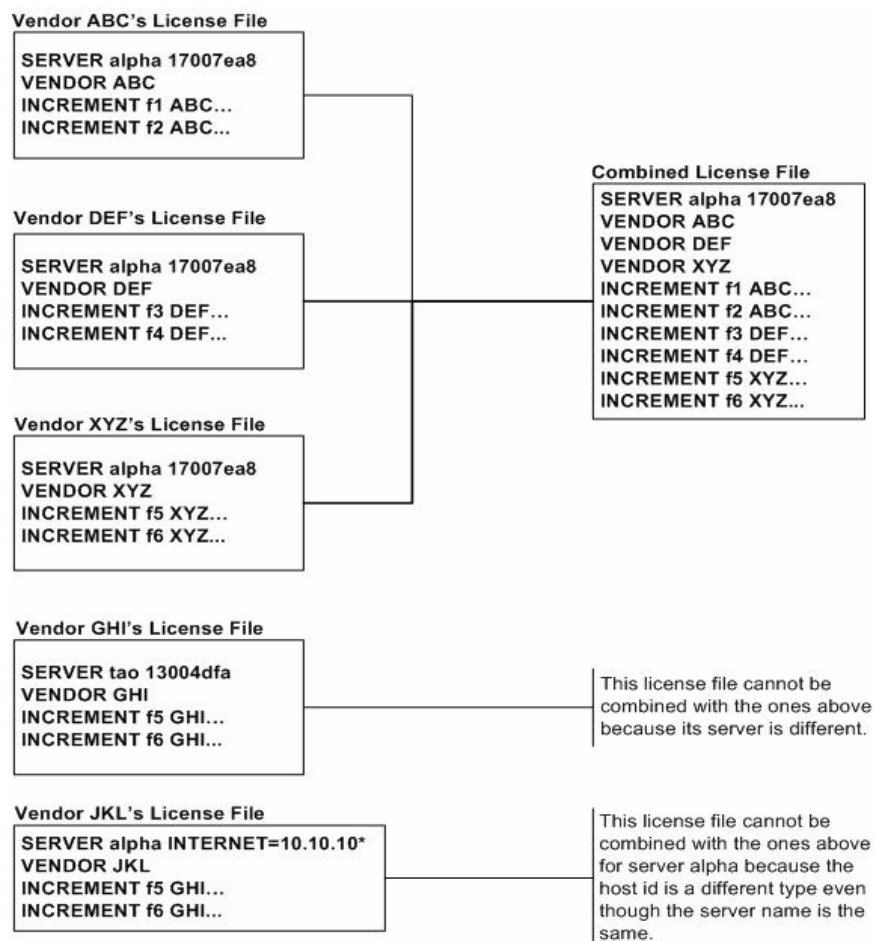 Vendor ABC's License File
SERVER alpha 17007ea8
VENDOR ABC
INCREMENT f1 ABC...
INCREMENT f2 ABC...
Vendor DEF's License File
SERVER alpha 17007ea8
VENDOR DEF
INCREMENT f3 DEF...
INCREMENT f4 DEF...
Vendor XYZ's License File
SERVER alpha 17007ea8
VENDOR XYZ
INCREMENT f5 XYZ...
INCREMENT f6 XYZ...
Combined License File
SERVER alpha 17007ea8
VENDOR ABC
VENDOR DEF
VENDOR XYZ
INCREMENT f1 ABC...
INCREMENT f2 ABC...
INCREMENT f3 DEF...
INCREMENT f4 DEF...
INCREMENT f5 XYZ...
INCREMENT f6 XYZ...
Vendor GHI's License File
SERVER tao 13004dfa
VENDOR GHI
INCREMENT f5 GHI...
INCREMENT f6 GHI...
This license file cannot be
combined with the ones above
because its server is different.
Vendor JKL's License File
SERVER alpha INTERNET=10.10.10*
VENDOR JKL
INCREMENT f5 GHI...
INCREMENT f6 GHI...
This license file cannot be
combined with the ones above
for server alpha because the
host id is a different type even
though the server name is the
same.